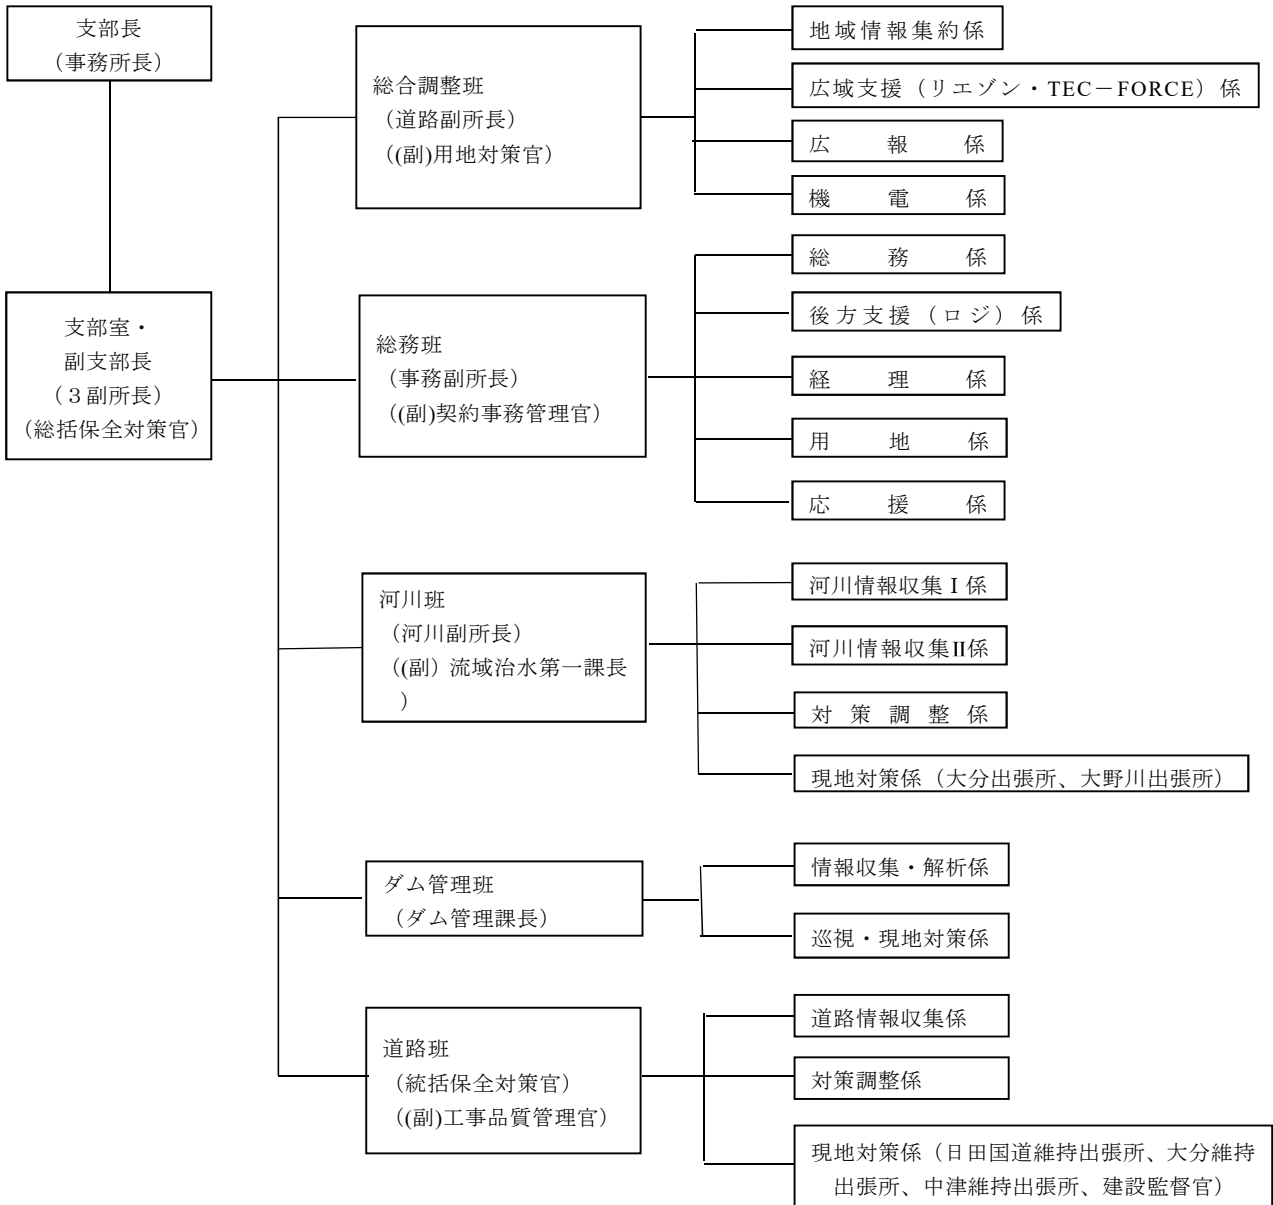 支部長
（事務所長）
支部室・
副支部長
（３副所長）
（総括保全対策官）
総合調整班
（道路副所長）
（(副)用地対策官）
地域情報集約係
広域支援（リエゾン・TEC－FORCE）係
広　報　係
機　電　係
総務班
（事務副所長）
（(副)契約事務管理官）
総　務　係
後方支援（ロジ）係
経　理　係
用　地　係
応　援　係
河川班
（河川副所長）
（(副）流域治水第一課長
）
河川情報収集Ⅰ係
河川情報収集Ⅱ係
対策調整係
現地対策係（大分出張所、大野川出張所）
ダム管理班
（ダム管理課長）
情報収集・解析係
巡視・現地対策係
道路班
（統括保全対策官）
（(副)工事品質管理官）
道路情報収集係
対策調整係
現地対策係（日田国道維持出張所、大分維持
出張所、中津維持出張所、建設監督官）